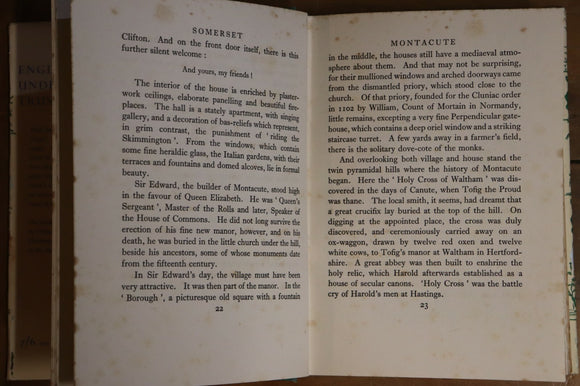 ENGL
UNDE
7/6
SOMERSET
Clifton. And on the front door itself, there is this
further silent welcome :
And yours, my friends !
The interior of the house is enriched by plaster-
work ceilings, elaborate panelling and beautiful fire-
places. The hall is a stately apartment, with singing
gallery, and a decoration of bas-reliefs which represent,
in grim contrast, the punishment of ' riding the
Skimmington '. From the windows, which contain
some fine heraldic glass, the Italian gardens, with their
terraces and fountains and domed alcoves, lie in formal
beauty.
Sir Edward, the builder of Montacute, stood high
in the favour of Queen Elizabeth. He was ' Queen's
Sergeant ', Master of the Rolls and later, Speaker of
the House of Commons. He did not long survive the
erection of his fine new manor, however, and on his
death, he was buried in the little church under the hill,
beside his ancestors, some of whose monuments date
from the fifteenth century.
In Sir Edward's day, the village must have been
very attractive. It was then part of the manor. In the
' Borough ', a picturesque old square with a fountain
22
MONTACUTE
in the middle, the houses still have a mediaeval atmo-
sphere about them. And that may not be surprising,
for their mullioned windows and arched doorways came
from the dismantled priory, which stood close to the
church. Of that priory, founded for the Cluniac order
in 1102 by William, Count of Mortain in Normandy,
little remains, excepting a very fine Perpendicular gate-
house, which contains a deep oriel window and a striking
staircase turret. A few yards away in a farmer's field,
there is the solitary dove-cote of the monks.
And overlooking both village and house stand the
twin pyramidal hills where the history of Montacute
began. Here the ' Holy Cross of Waltham ' was dis-
covered in the days of Canute, when Tofig the Proud
was thane. The local smith, it seems, had dreamt that
a great crucifix lay buried at the top of the hill. On
digging at the appointed place, the cross was duly
discovered, and ceremoniously carried away on an
ox-waggon, drawn by twelve red oxen and twelve
white cows, to Tofig's manor at Waltham in Hertford-
shire. A great abbey was then built to enshrine the
holy relic, which Harold afterwards established as a
house of secular canons. 'Holy Cross ' was the battle
cry of Harold's men at Hastings.
23